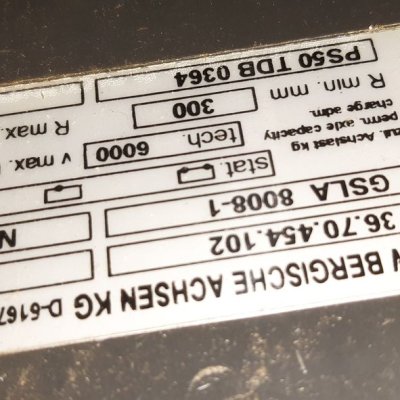 BERGISCHE ACHSEN KG D-6167
36.70.454.102
GSLA 8008-1 N
stat.
zul. Achslast kg tech. 6000 v max.
perm. axle capacity
charge adm.
R min. mm 300 R max.
PS50 TDB 0364